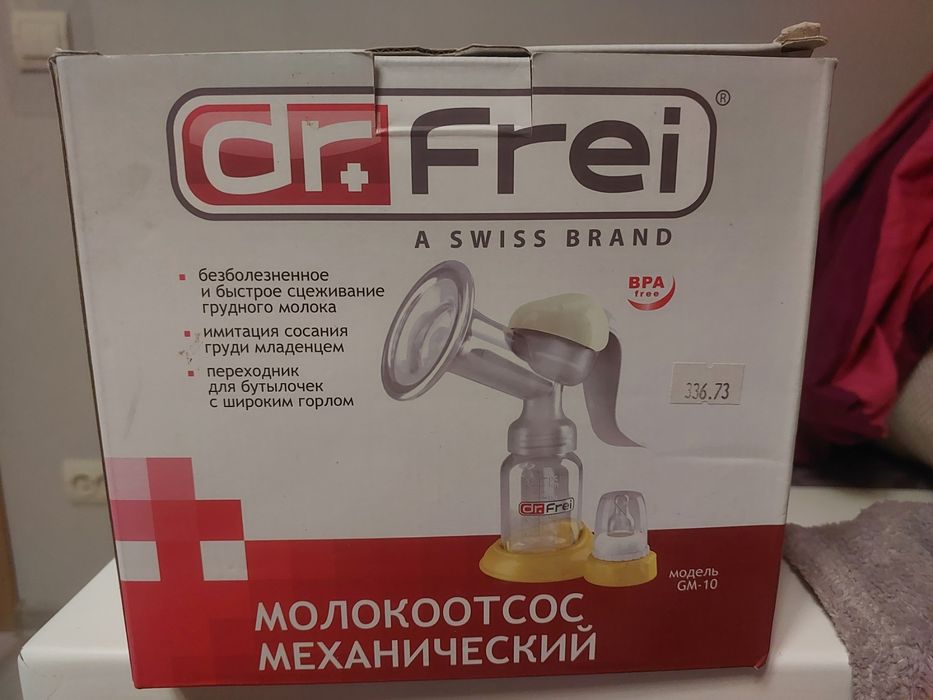 dr.Frei®
A SWISS BRAND
безболезненное
и быстрое сцеживание
грудного молока
имитация сосания
груди младенцем
переходник
для бутылочек
с широким горлом
BPA
free
336.73
dr.Frei
модель
GM-10
МОЛОКООТСОС
МЕХАНИЧЕСКИЙ